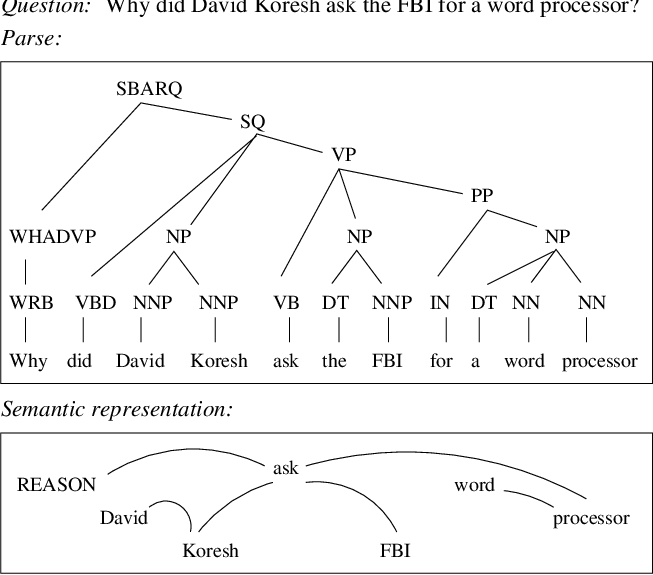 Question: Why did David Koresh ask the FBI for a word processor?
Parse:
SBARQ
SQ
VP
PP
WHADVP NP NP NP
WRB VBD NNP NNP VB DT NNP IN DT NN NN
Why did David Koresh ask the FBI for a word processor
Semantic representation:
ask
REASON word
David processor
Koresh FBI